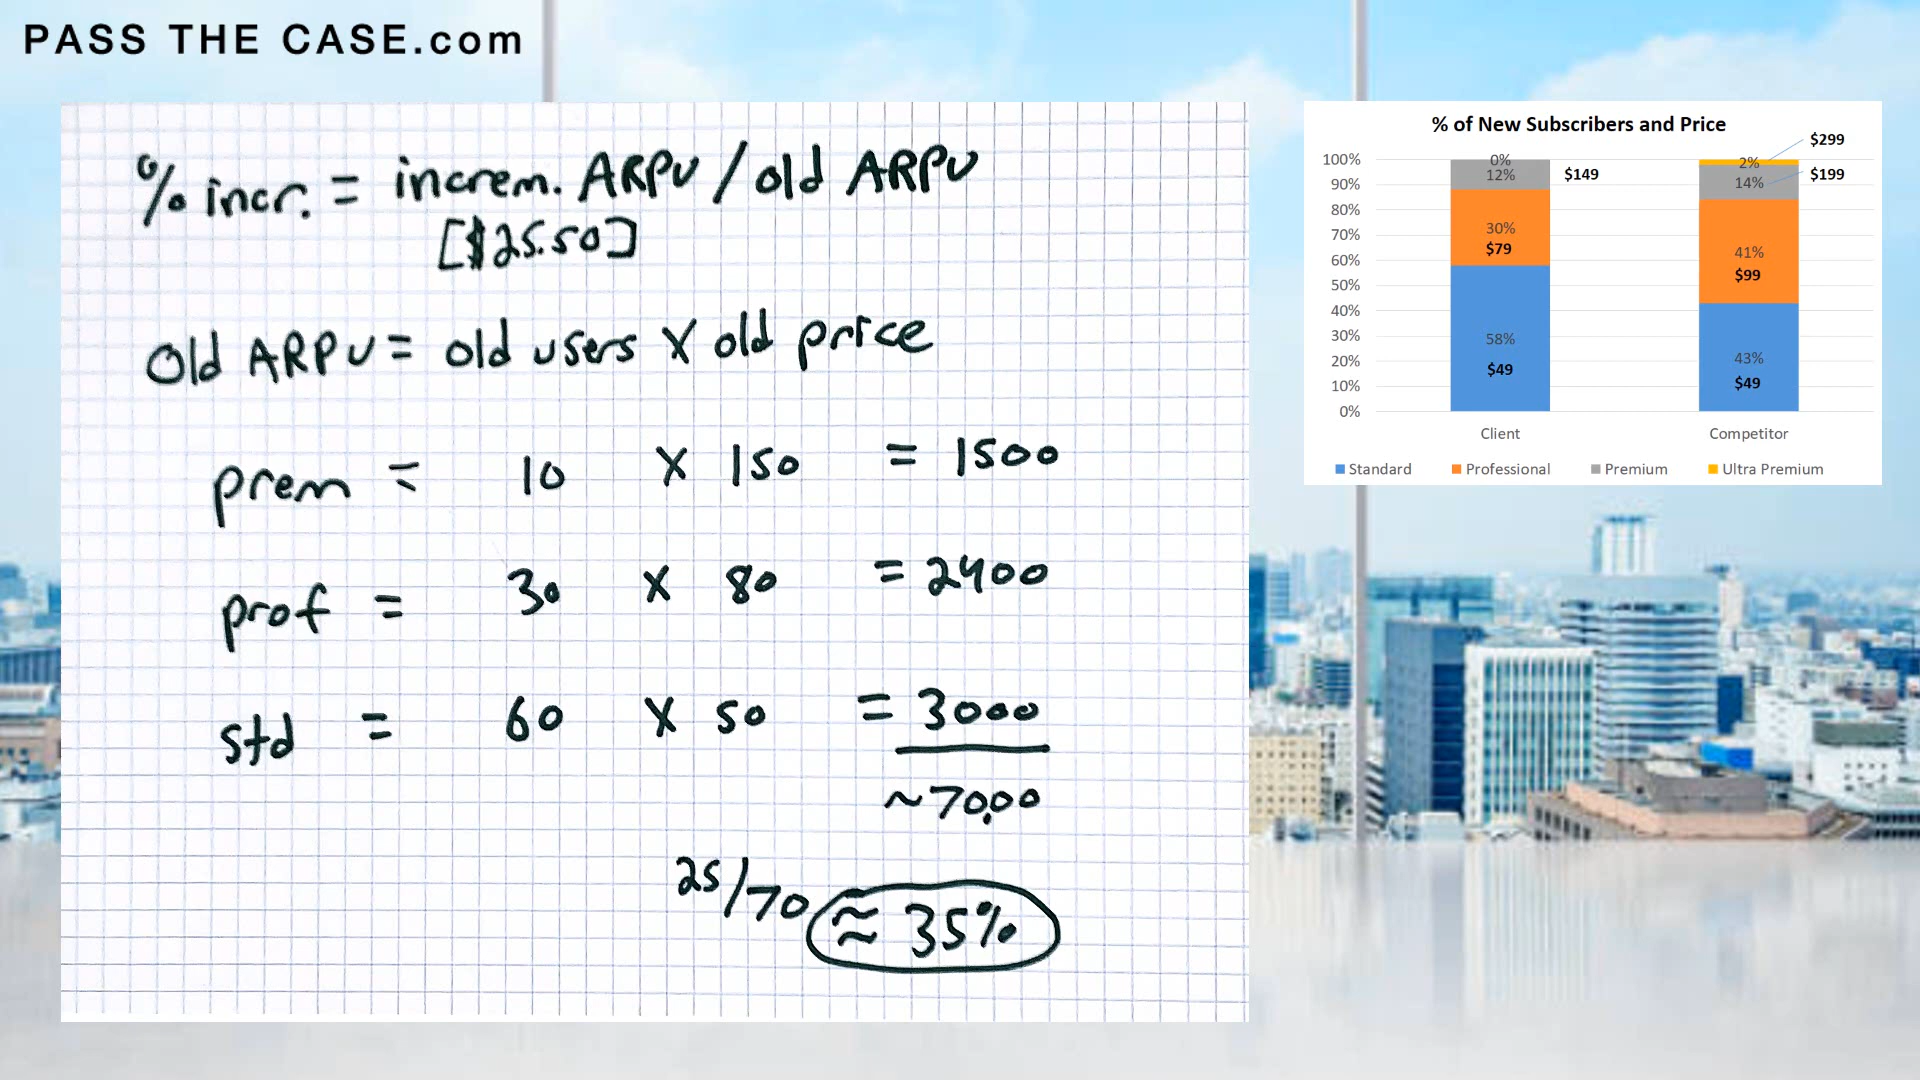 PASS THE CASE.com
% incr. = increm. ARPU / old ARPU
[$25.50]
Old ARPU = old users X old price
prem = 10 X 150 = 1500
prof = 30 X 80 = 2400
std = 60 X 50 = 3000
~7000
25/70 ≈ 35%
% of New Subscribers and Price
$299
100%
90%
80%
70%
60%
50%
40%
30%
20%
10%
0%
0%
12%
$149
30%
$79
58%
$49
2%
14%
$199
41%
$99
43%
$49
Client Competitor
Standard Professional Premium Ultra Premium